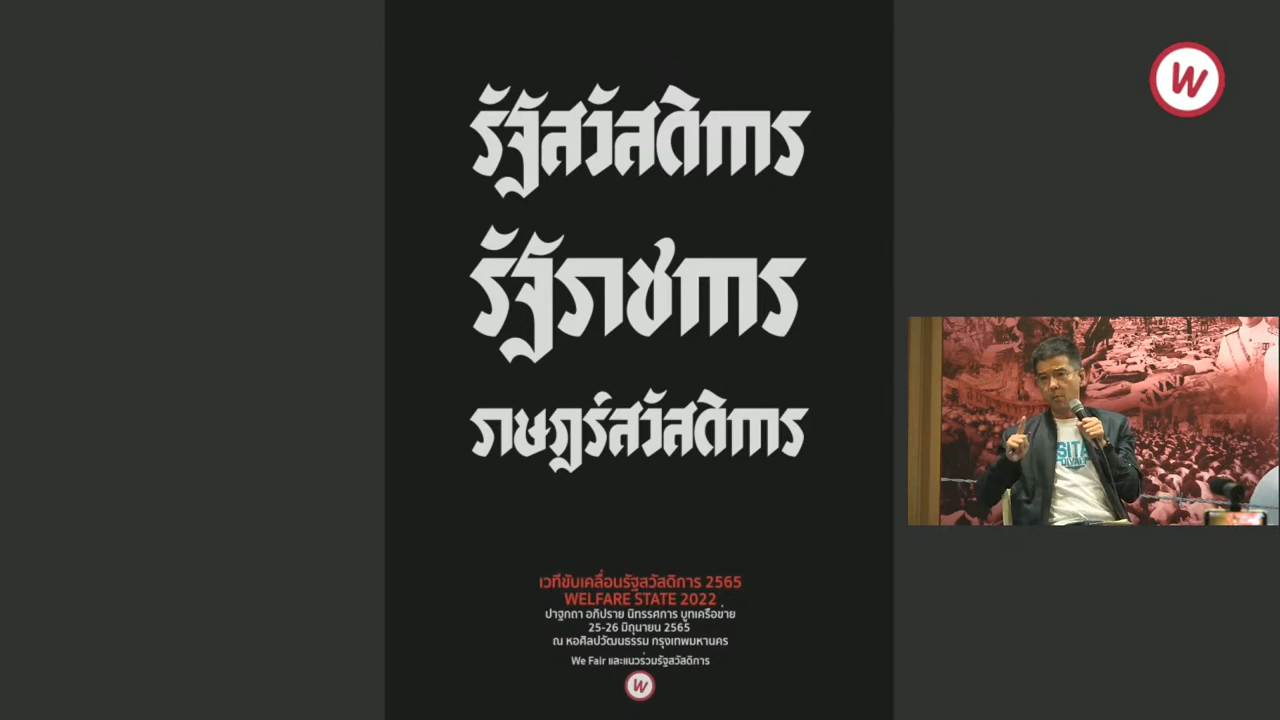 รัฐสวัสดิการ
รัฐราชการ
ราษฎร์สวัสดิการ
เวทีขับเคลื่อนรัฐสวัสดิการ 2565
WELFARE STATE 2022
ปาฐกถา อภิปราย นิทรรศการ บูทเครือข่าย
25-26 มิถุนายน 2565
ณ หอศิลปวัฒนธรรม กรุงเทพมหานคร
We Fair และแนวร่วมรัฐสวัสดิการ
W
W